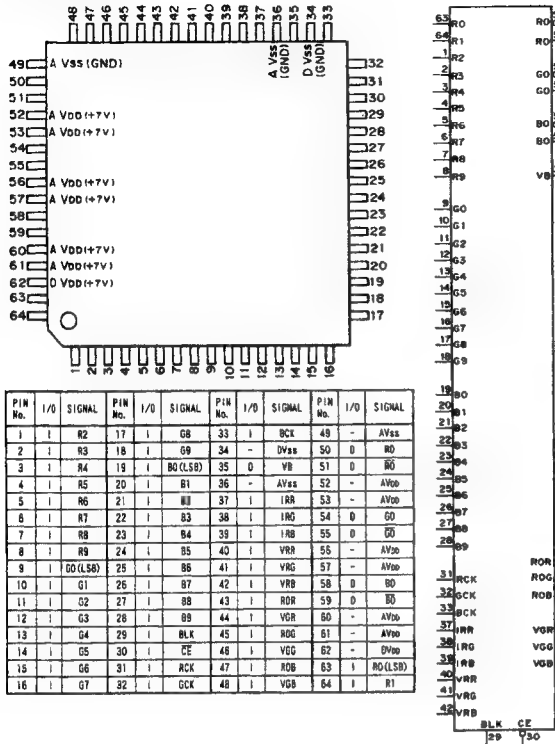 48 47 46 45 44 43 42 41 40 39 38 37 36 35 34 33
A Vss (GND)
D Vss (GND)
49 A Vss (GND)
50
51
52 A VDD (+7V)
53 A VDD (+7V)
54
55
56 A VDD (+7V)
57 A VDD (+7V)
58
59
60 A VDD (+7V)
61 A VDD (+7V)
62 D VDD (+7V)
63
64
32
31
30
29
28
27
26
25
24
23
22
21
20
19
18
17
1 2 3 4 5 6 7 8 9 10 11 12 13 14 15 16
PIN No. I/O SIGNAL PIN No. I/O SIGNAL PIN No. I/O SIGNAL PIN No. I/O SIGNAL
1 I R2 17 I G8 33 I BCK 49 - AVss
2 I R3 18 I G9 34 - DVss 50 O RO
3 I R4 19 I B0 (LSB) 35 O VB 51 O R̅O̅
4 I R5 20 I B1 36 - AVss 52 - AVDD
5 I R6 21 I 37 I IRR 53 - AVDD
6 I R7 22 I B3 38 I IRG 54 O GO
7 I R8 23 I B4 39 I IRB 55 O G̅O̅
8 I R9 24 I B5 40 I VRR 56 - AVDD
9 I G0 (LSB) 25 I B6 41 I VRG 57 - AVDD
10 I G1 26 I B7 42 I VRB 58 O BO
11 I G2 27 I B8 43 I ROR 59 O B̅O̅
12 I G3 28 I B9 44 I VGR 60 - AVDD
13 I G4 29 I BLK 45 I ROG 61 - AVDD
14 I G5 30 I C̅E̅ 46 I VGG 62 - DVDD
15 I G6 31 I RCK 47 I ROB 63 I R0 (LSB)
16 I G7 32 I GCK 48 I VGB 64 I R1
63 R0 RO
64 R1 RO
1 R2
2 R3 GO
3 R4 GO
4 R5
5 R6 BO
6 R7 BO
7 R8
8 R9 VB
9 G0
10 G1
11 G2
12 G3
13 G4
14 G5
15 G6
16 G7
17 G8
18 G9
19 B0
20 B1
21 B2
22 B3
23 B4
24 B5
25 B6
26 B7
27 B8
28 B9
ROR
31 RCK ROG
32 GCK ROB
33 BCK
37 IRR VGR
38 IRG VGG
39 IRB VGB
40 VRR
41 VRG
42 VRB
BLK CE
29 30